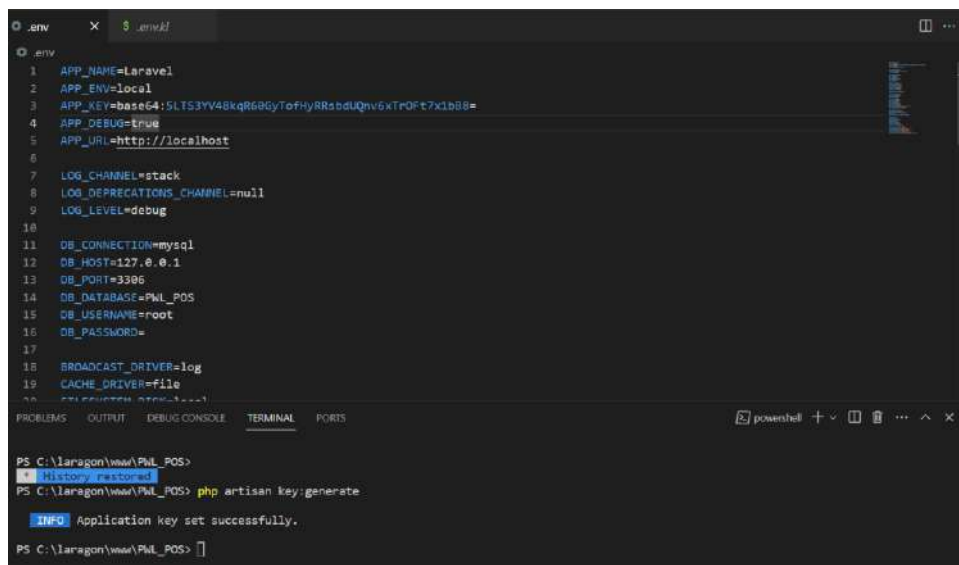 .env × $ .env.kl
.env
1 APP_NAME=Laravel
2 APP_ENV=local
3
4 APP_DEBUG=true
5 APP_URL=http://localhost
6
7 LOG_CHANNEL=stack
8 LOG_DEPRECATIONS_CHANNEL=null
9 LOG_LEVEL=debug
10
11 DB_CONNECTION=mysql
12 DB_HOST=127.0.0.1
13 DB_PORT=3306
14 DB_DATABASE=PWL_POS
15 DB_USERNAME=root
16 DB_PASSWORD=
17
18 BROADCAST_DRIVER=log
19 CACHE_DRIVER=file
PROBLEMS OUTPUT DEBUG CONSOLE TERMINAL PORTS powershell
PS C:\laragon\www\PWL_POS>
* History restored
PS C:\laragon\www\PWL_POS> php artisan key:generate
INFO Application key set successfully.
PS C:\laragon\www\PWL_POS>